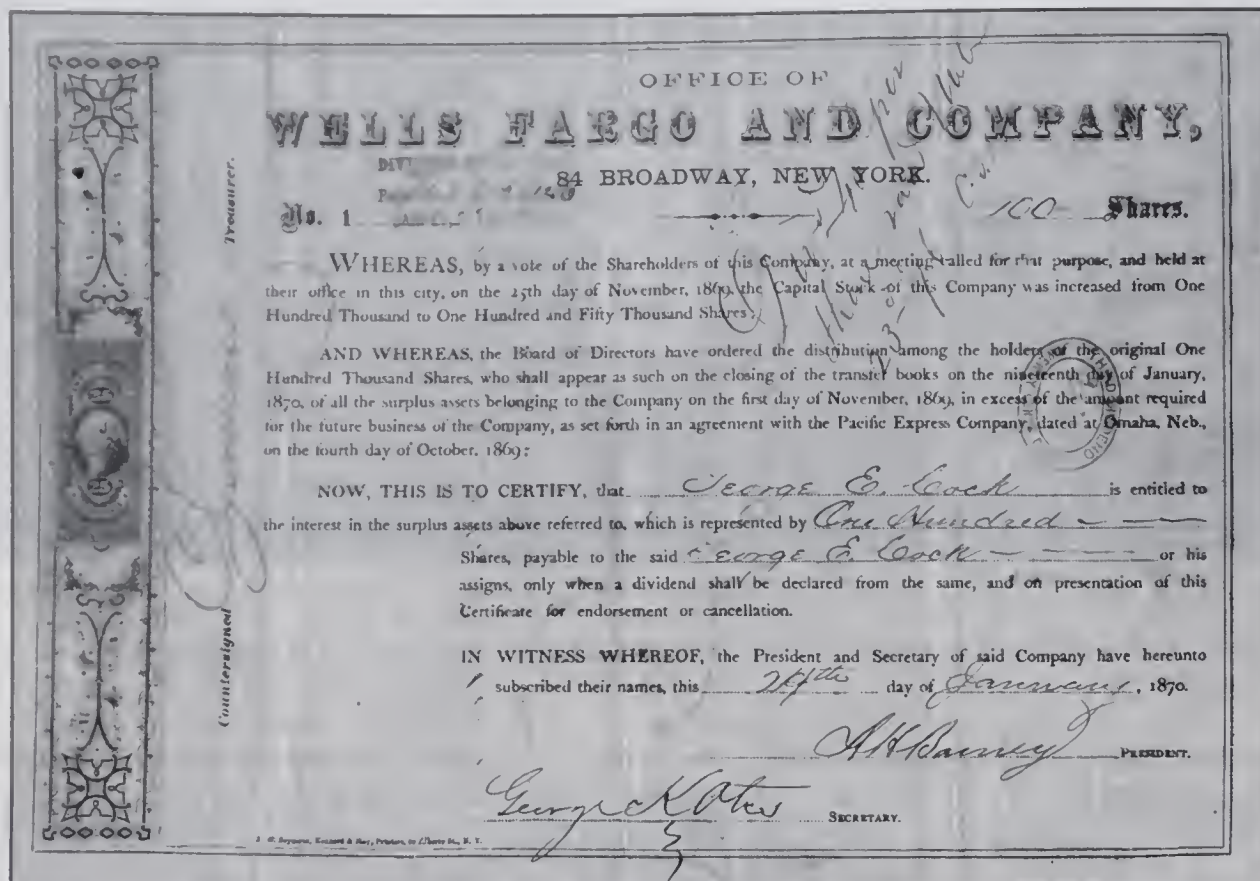 OFFICE OF
WELLS FARGO AND COMPANY,
84 BROADWAY, NEW YORK.
No. 1
100 Shares.
WHEREAS, by a vote of the Shareholders of this Company, at a meeting called for that purpose, and held at
their office in this city, on the 25th day of November, 1869, the Capital Stock of this Company was increased from One
Hundred Thousand to One Hundred and Fifty Thousand Shares;
AND WHEREAS, the Board of Directors have ordered the distribution among the holders of the original One
Hundred Thousand Shares, who shall appear as such on the closing of the transfer books on the nineteenth day of January,
1870, of all the surplus assets belonging to the Company on the first day of November, 1869, in excess of the amount required
for the future business of the Company, as set forth in an agreement with the Pacific Express Company, dated at Omaha, Neb.,
on the fourth day of October, 1869:
NOW, THIS IS TO CERTIFY, that George E. Cock is entitled to
the interest in the surplus assets above referred to, which is represented by One Hundred
Shares, payable to the said George E. Cock or his
assigns, only when a dividend shall be declared from the same, and on presentation of this
Certificate for endorsement or cancellation.
IN WITNESS WHEREOF, the President and Secretary of said Company have hereunto
subscribed their names, this 24th day of January, 1870.
A H Barney PRESIDENT.
George K Otis SECRETARY.
Countersigned
Treasurer.
Printers, Liberty St., N. Y.